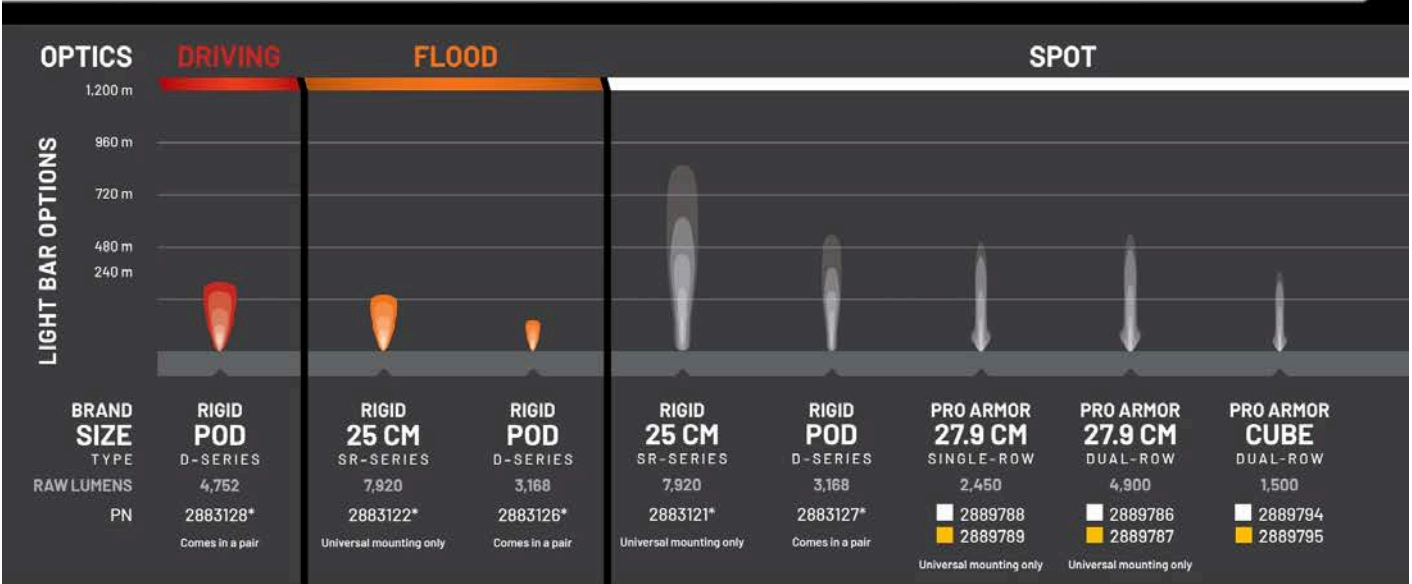 OPTICS DRIVING FLOOD SPOT
1,200 m
960 m
720 m
480 m
240 m
LIGHT BAR OPTIONS
BRAND RIGID RIGID RIGID RIGID RIGID PRO ARMOR PRO ARMOR PRO ARMOR
SIZE POD 25 CM POD 25 CM POD 27.9 CM 27.9 CM CUBE
TYPE D-SERIES SR-SERIES D-SERIES SR-SERIES D-SERIES SINGLE-ROW DUAL-ROW DUAL-ROW
RAW LUMENS 4,752 7,920 3,168 7,920 3,168 2,450 4,900 1,500
PN 2883128* 2883122* 2883126* 2883121* 2883127* 2889788 2889786 2889794
2889789 2889787 2889795
Comes in a pair Universal mounting only Comes in a pair Universal mounting only Comes in a pair
Universal mounting only Universal mounting only